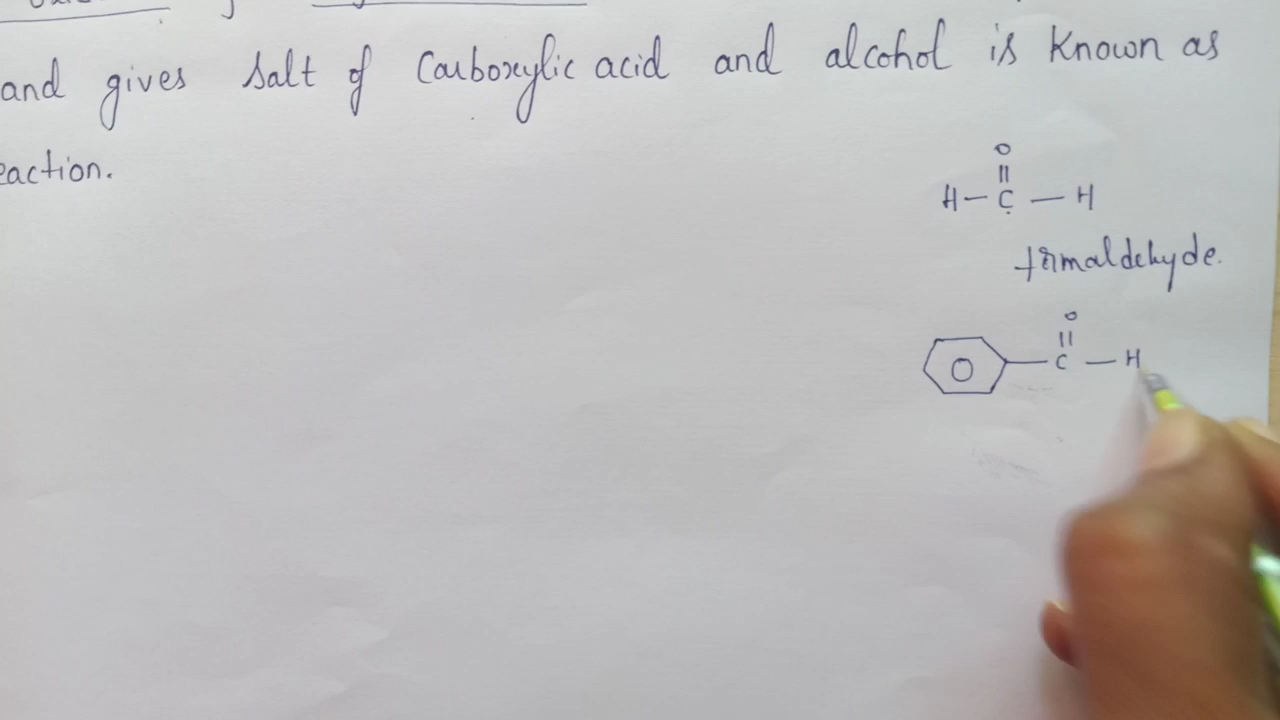 and gives salt of Carboxylic acid and alcohol is known as
eaction.
O
||
H — C — H
formaldehyde.
O
||
C — H